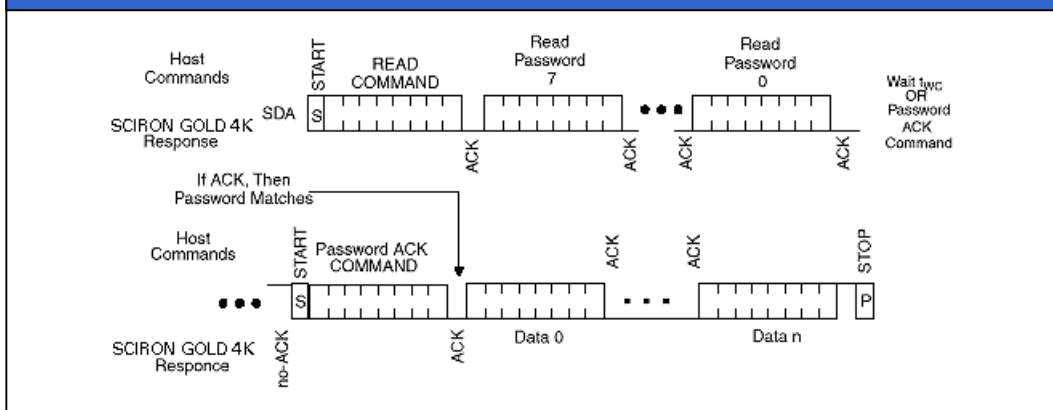 Host
Commands
START
READ
COMMAND
Read
Password
7
Read
Password
0
Wait tWC
OR
Password
ACK
Command
SDA
S
SCIRON GOLD 4K
Response
ACK
ACK
ACK
ACK
If ACK, Then
Password Matches
Host
Commands
START
Password ACK
COMMAND
ACK
ACK
STOP
S
P
SCIRON GOLD 4K
Responce
no-ACK
ACK
Data 0
Data n